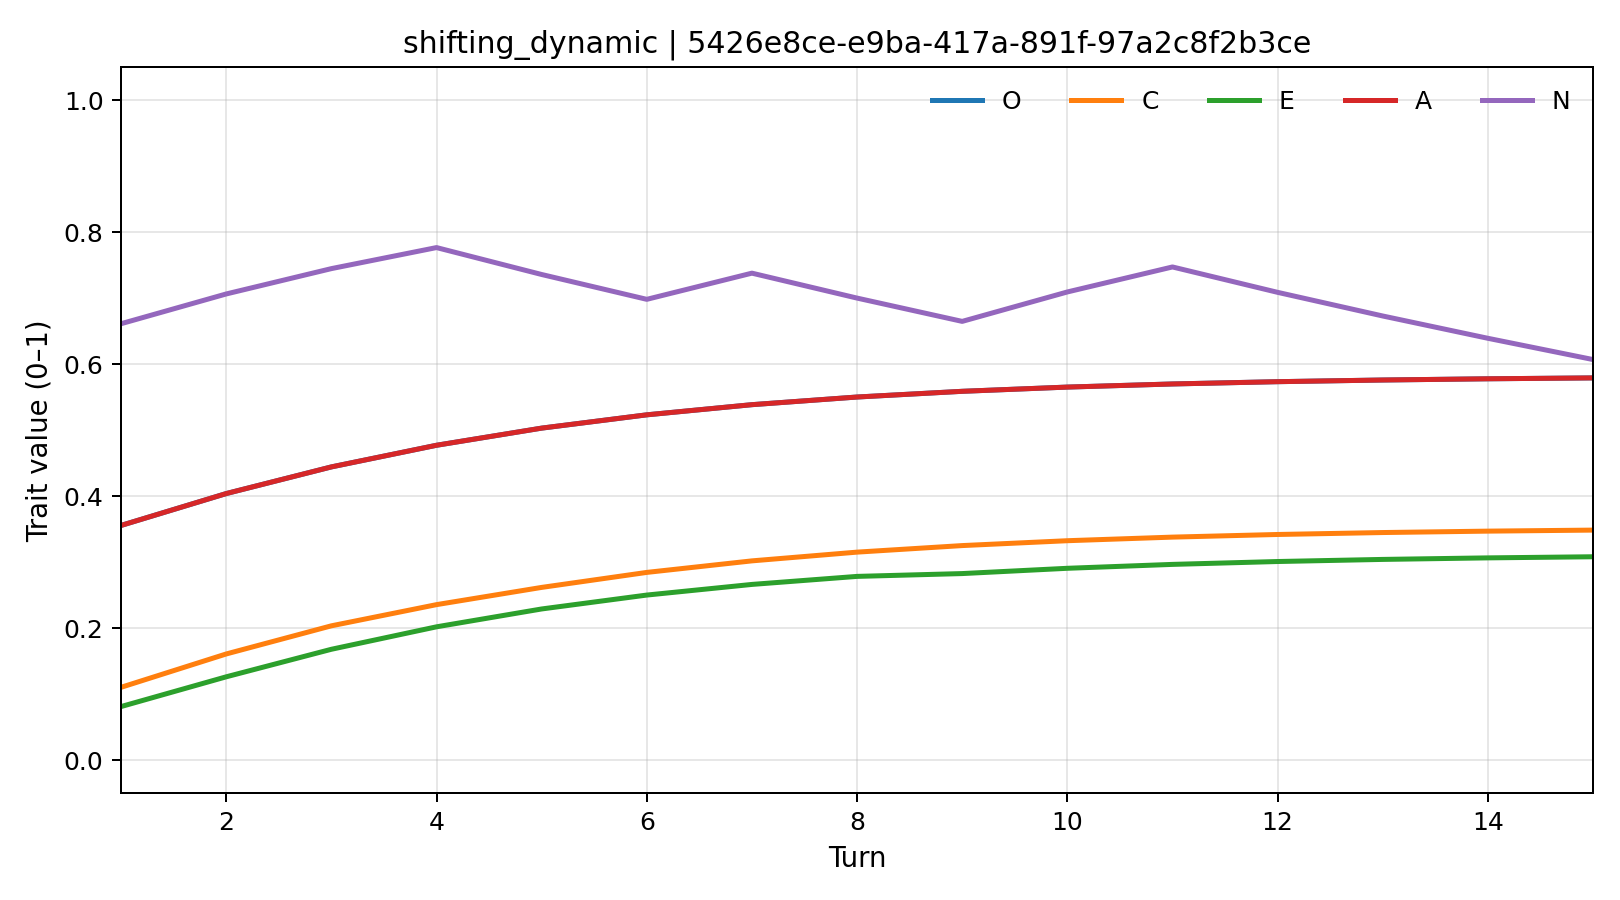 shifting_dynamic | 5426e8ce-e9ba-417a-891f-97a2c8f2b3ce
O C E A N
1.0
0.8
0.6
0.4
0.2
0.0
Trait value (0–1)
2 4 6 8 10 12 14
Turn